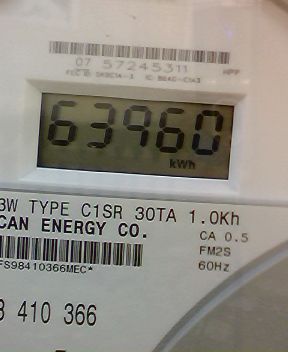 07 57245311
63960
kWh
3W TYPE C1SR 30TA 1.0Kh
CAN ENERGY CO.
CA 0.5
FM2S
FS98410366MEC*
60Hz
3 410 366